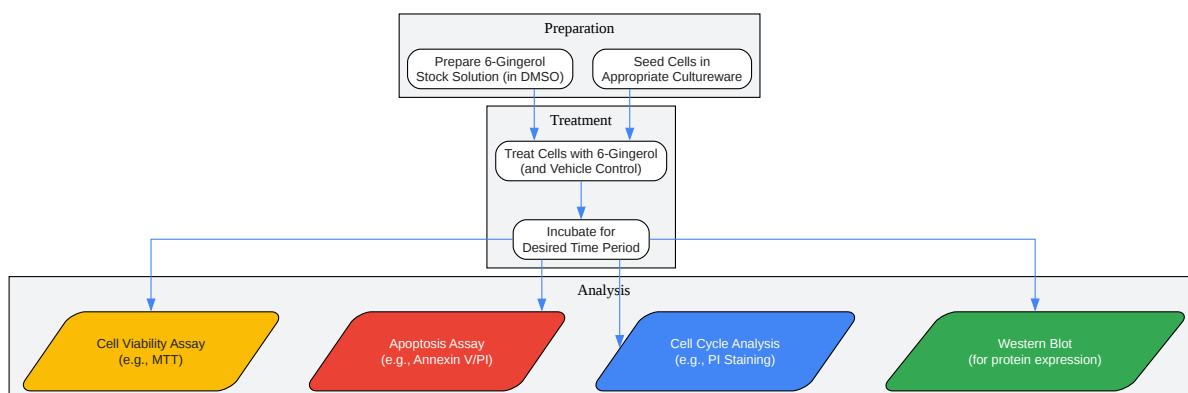 Preparation
Prepare 6-Gingerol
Stock Solution (in DMSO)
Seed Cells in
Appropriate Cultureware
Treatment
Treat Cells with 6-Gingerol
(and Vehicle Control)
Incubate for
Desired Time Period
Analysis
Cell Viability Assay
(e.g., MTT)
Apoptosis Assay
(e.g., Annexin V/PI)
Cell Cycle Analysis
(e.g., PI Staining)
Western Blot
(for protein expression)